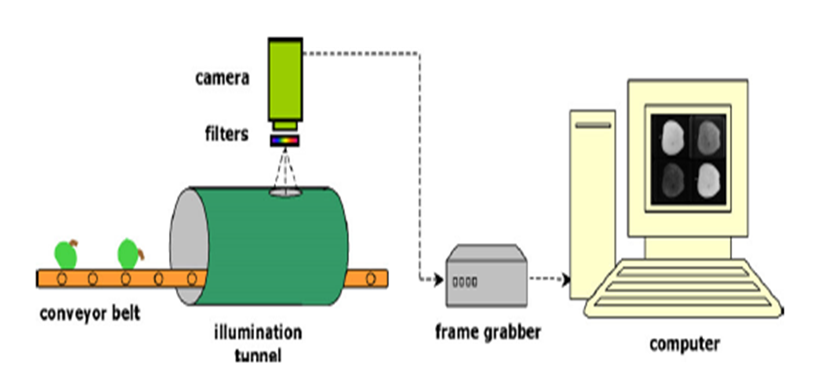 camera
filters
conveyor belt
illumination
tunnel
frame grabber
computer